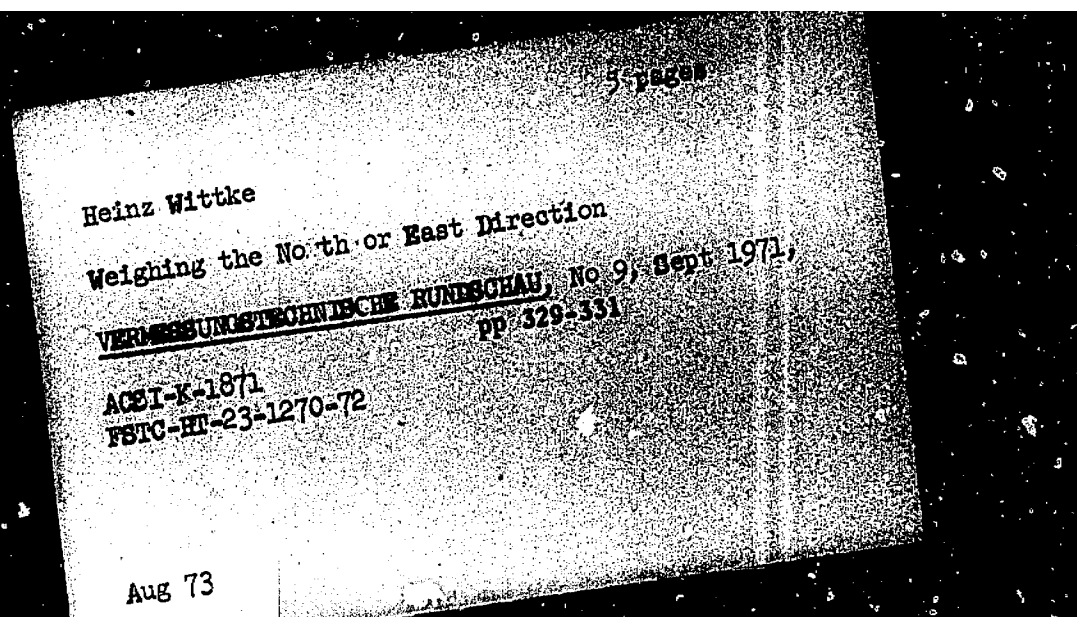 5 pages
Heinz Wittke
Weighing the No th or East Direction
VERMESSUNGSTECHNISCHE RUNDSCHAU, No 9, Sept 1971,
pp 329-331
ACSI-K-1871
FSTC-HT-23-1270-72
Aug 73